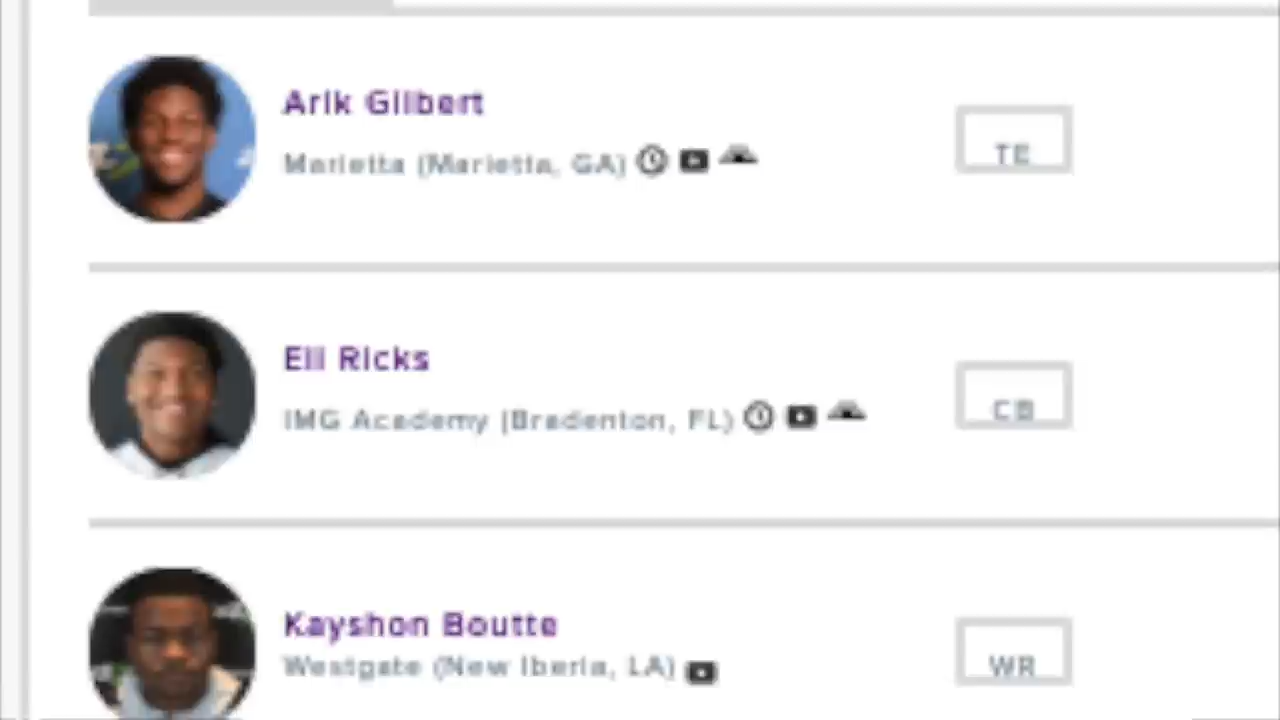 Arik Gilbert
Marietta (Marietta, GA)
TE
Eli Ricks
IMG Academy (Bradenton, FL)
CB
Kayshon Boutte
Westgate (New Iberia, LA)
WR